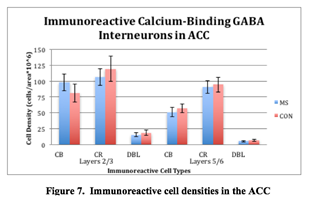 Immunoreactive Calcium-Binding GABA
Interneurons in ACC
Cell Density (cells/area*10^6)
150
125
100
75
50
25
0
MS
CON
CB CR DBL CB CR DBL
Layers 2/3 Layers 5/6
Immunoreactive Cell Types
Figure 7. Immunoreactive cell densities in the ACC